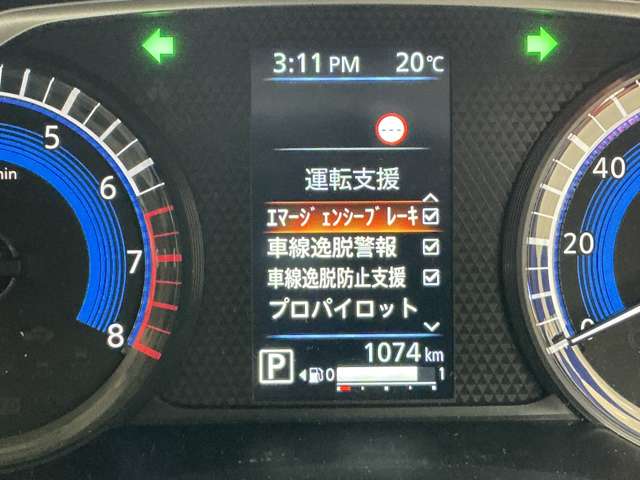 3:11 PM 20℃
運転支援
ｴﾏｰｼﾞｪﾝｼｰﾌﾞﾚｰｷ
車線逸脱警報
車線逸脱防止支援
プロパイロット
1074 km
P 0 1
5
min
6
7
8
40
20
0